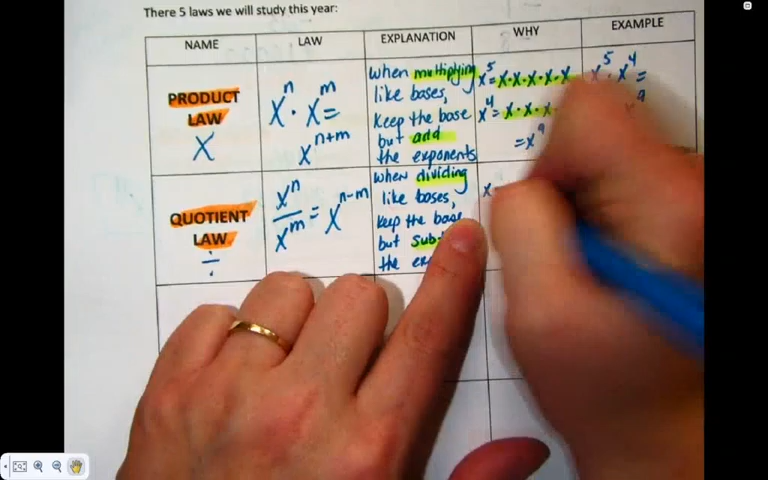 There 5 laws we will study this year:
NAME LAW EXPLANATION WHY EXAMPLE
PRODUCT
LAW
X
xⁿ · xᵐ =
xⁿ⁺ᵐ
When multiplying
like bases,
Keep the base
but add
the exponents
x⁵ = x·x·x·x·x
x⁴ = x·x·x·
= x⁹
x⁵ · x⁴ =
QUOTIENT
LAW
÷
xⁿ
xᵐ
= xⁿ⁻ᵐ
When dividing
like bases,
Keep the base
but
the
x